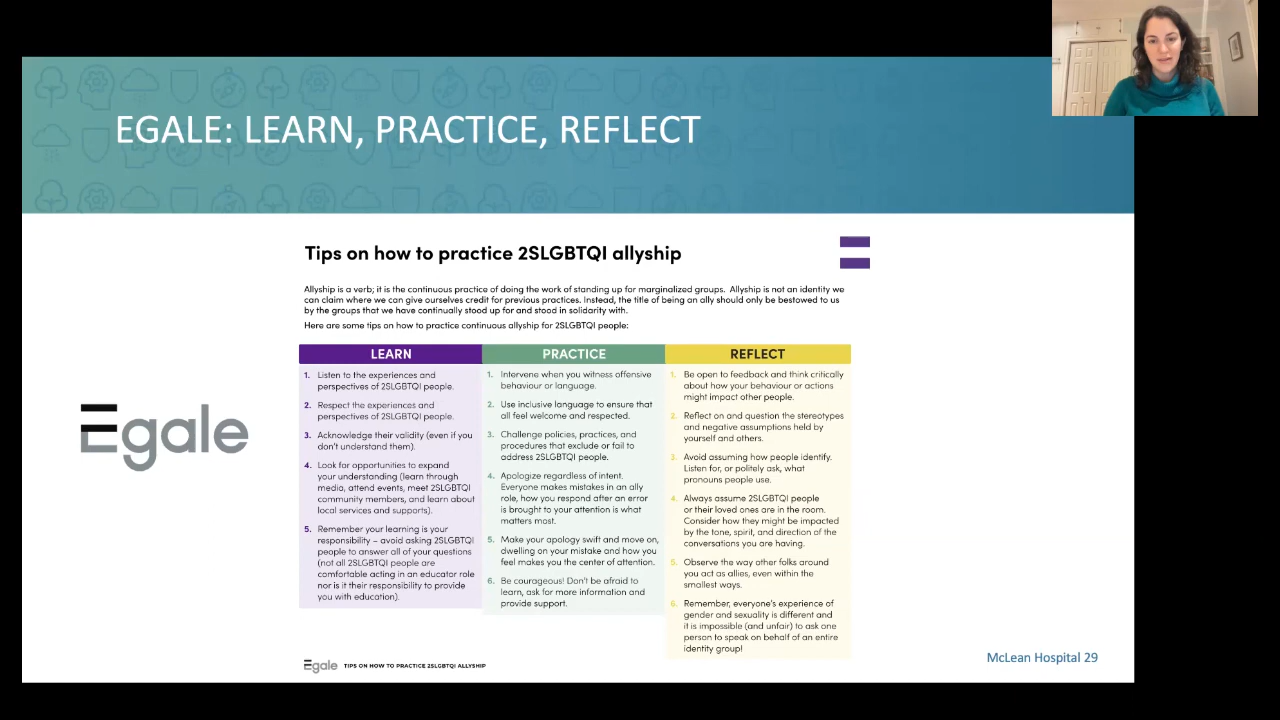 EGALE: LEARN, PRACTICE, REFLECT
Tips on how to practice 2SLGBTQI allyship
Allyship is a verb; it is the continuous practice of doing the work of standing up for marginalized groups. Allyship is not an identity we
can claim where we can give ourselves credit for previous practices. Instead, the title of being an ally should only be bestowed to us
by the groups that we have continually stood up for and stood in solidarity with.
Here are some tips on how to practice continuous allyship for 2SLGBTQI people:
Egale
LEARN
1. Listen to the experiences and
perspectives of 2SLGBTQI people.
2. Respect the experiences and
perspectives of 2SLGBTQI people.
3. Acknowledge their validity (even if you
don't understand them).
4. Look for opportunities to expand
your understanding (learn through
media, attend events, meet 2SLGBTQI
community members, and learn about
local services and supports).
5. Remember your learning is your
responsibility – avoid asking 2SLGBTQI
people to answer all of your questions
(not all 2SLGBTQI people are
comfortable acting in an educator role
nor is it their responsibility to provide
you with education).
PRACTICE
1. Intervene when you witness offensive
behaviour or language.
2. Use inclusive language to ensure that
all feel welcome and respected.
3. Challenge policies, practices, and
procedures that exclude or fail to
address 2SLGBTQI people.
4. Apologize regardless of intent.
Everyone makes mistakes in an ally
role, how you respond after an error
is brought to your attention is what
matters most.
5. Make your apology swift and move on,
dwelling on your mistake and how you
feel makes you the center of attention.
6. Be courageous! Don't be afraid to
learn, ask for more information and
provide support.
REFLECT
1. Be open to feedback and think critically
about how your behaviour or actions
might impact other people.
2. Reflect on and question the stereotypes
and negative assumptions held by
yourself and others.
3. Avoid assuming how people identify.
Listen for, or politely ask, what
pronouns people use.
4. Always assume 2SLGBTQI people
or their loved ones are in the room.
Consider how they might be impacted
by the tone, spirit, and direction of the
conversations you are having.
5. Observe the way other folks around
you act as allies, even within the
smallest ways.
6. Remember, everyone's experience of
gender and sexuality is different and
it is impossible (and unfair) to ask one
person to speak on behalf of an entire
identity group!
Egale TIPS ON HOW TO PRACTICE 2SLGBTQI ALLYSHIP
McLean Hospital 29